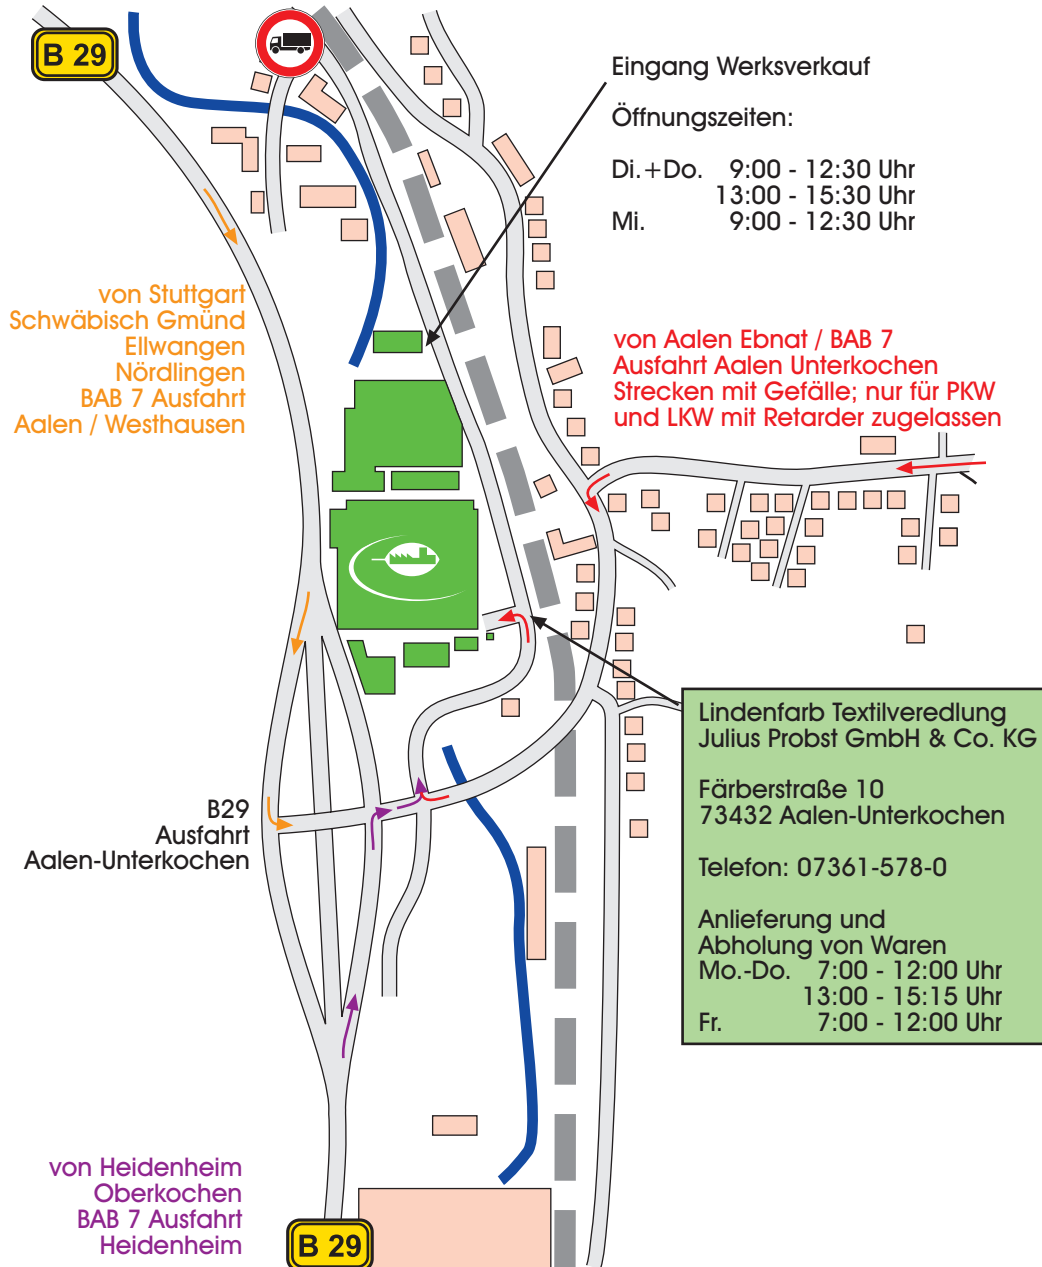 B 29
Eingang Werksverkauf
Öffnungszeiten:
Di.+Do. 9:00 - 12:30 Uhr
13:00 - 15:30 Uhr
Mi. 9:00 - 12:30 Uhr
von Stuttgart
Schwäbisch Gmünd
Ellwangen
Nördlingen
BAB 7 Ausfahrt
Aalen / Westhausen
von Aalen Ebnat / BAB 7
Ausfahrt Aalen Unterkochen
Strecken mit Gefälle; nur für PKW
und LKW mit Retarder zugelassen
Lindenfarb Textilveredlung
Julius Probst GmbH & Co. KG
Färberstraße 10
73432 Aalen-Unterkochen
Telefon: 07361-578-0
Anlieferung und
Abholung von Waren
Mo.-Do. 7:00 - 12:00 Uhr
13:00 - 15:15 Uhr
Fr. 7:00 - 12:00 Uhr
B29
Ausfahrt
Aalen-Unterkochen
von Heidenheim
Oberkochen
BAB 7 Ausfahrt
Heidenheim
B 29